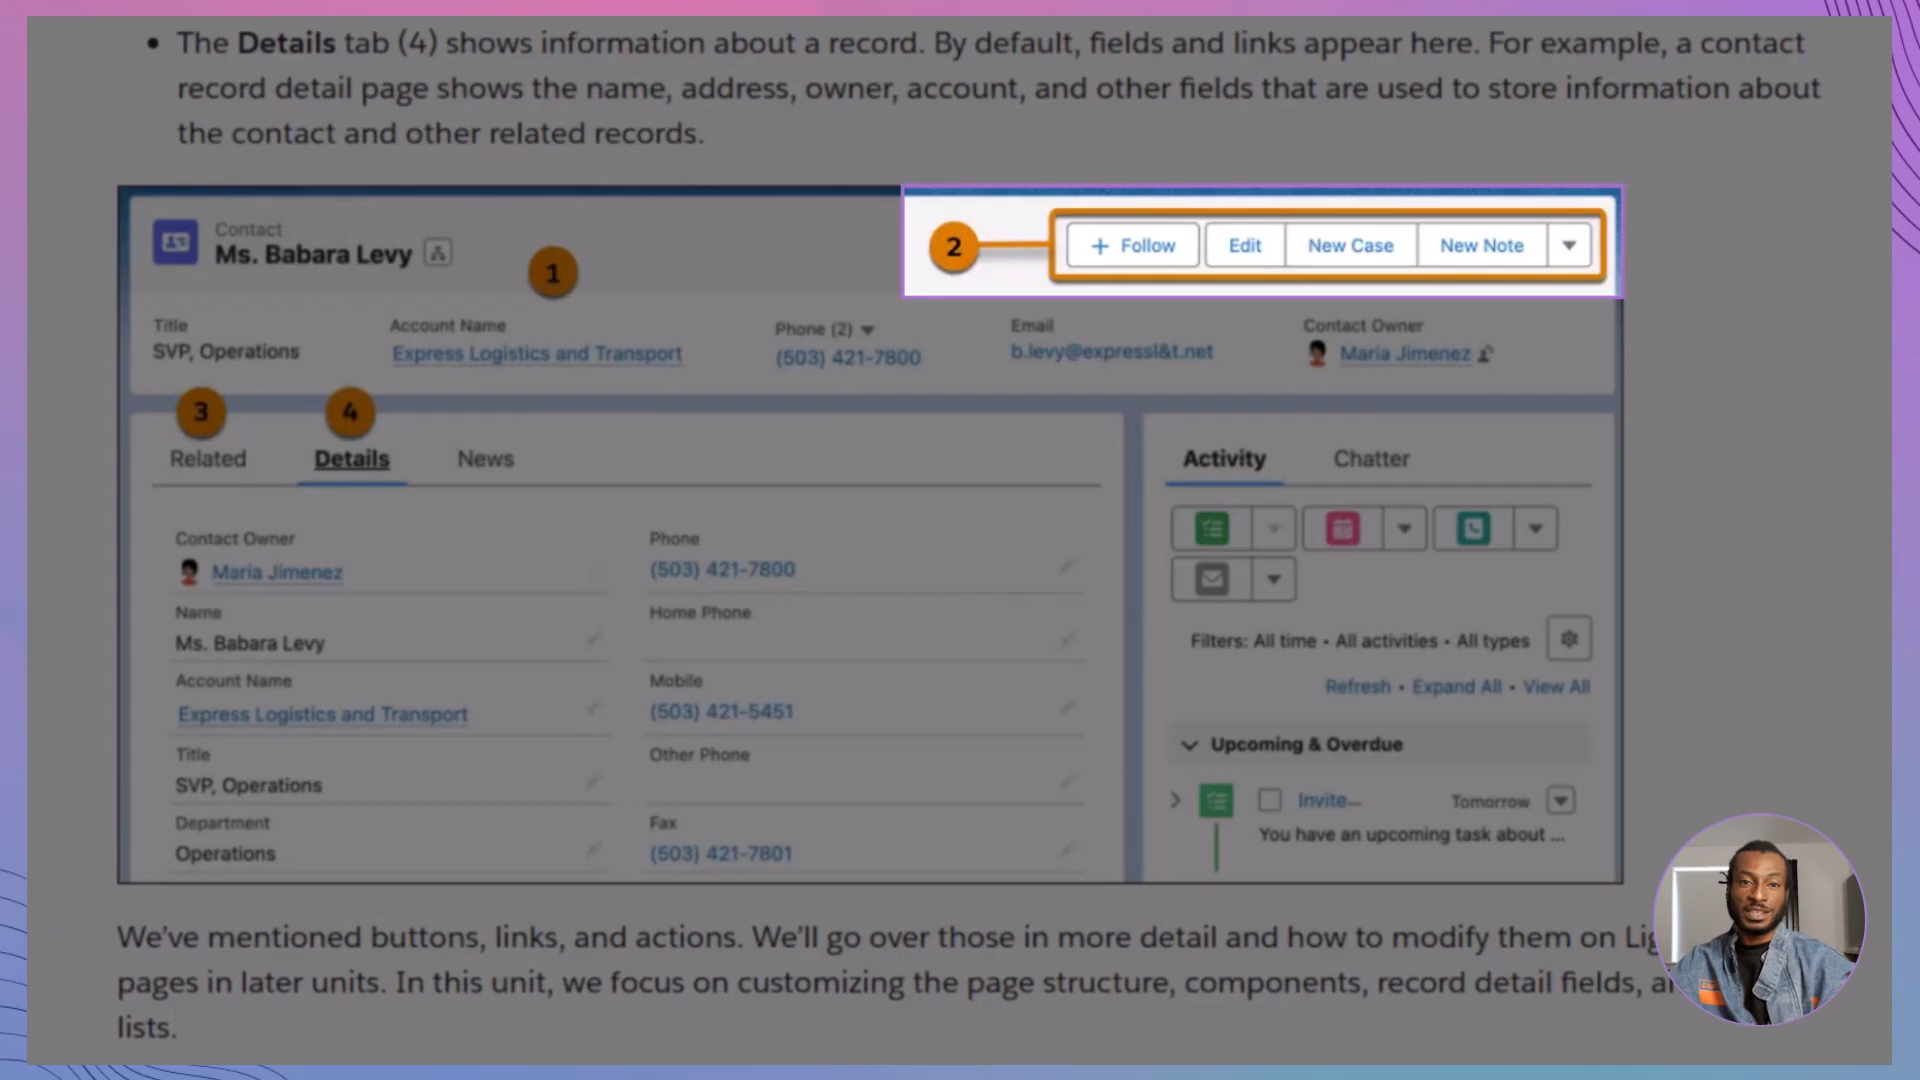 • The Details tab (4) shows information about a record. By default, fields and links appear here. For example, a contact
record detail page shows the name, address, owner, account, and other fields that are used to store information about
the contact and other related records.
Contact
Ms. Babara Levy
1
2
+ Follow
Edit
New Case
New Note
Title
SVP, Operations
Account Name
Express Logistics and Transport
Phone (2)
(503) 421-7800
Email
b.levy@expressl&t.net
Contact Owner
Maria Jimenez
3
4
Related
Details
News
Contact Owner
Maria Jimenez
Name
Ms. Babara Levy
Account Name
Express Logistics and Transport
Title
SVP, Operations
Department
Operations
Phone
(503) 421-7800
Home Phone
Mobile
(503) 421-5451
Other Phone
Fax
(503) 421-7801
Activity
Chatter
Filters: All time • All activities • All types
Refresh • Expand All • View All
Upcoming & Overdue
Invite...
Tomorrow
You have an upcoming task about ...
We've mentioned buttons, links, and actions. We'll go over those in more detail and how to modify them on
pages in later units. In this unit, we focus on customizing the page structure, components, record detail fields,
lists.